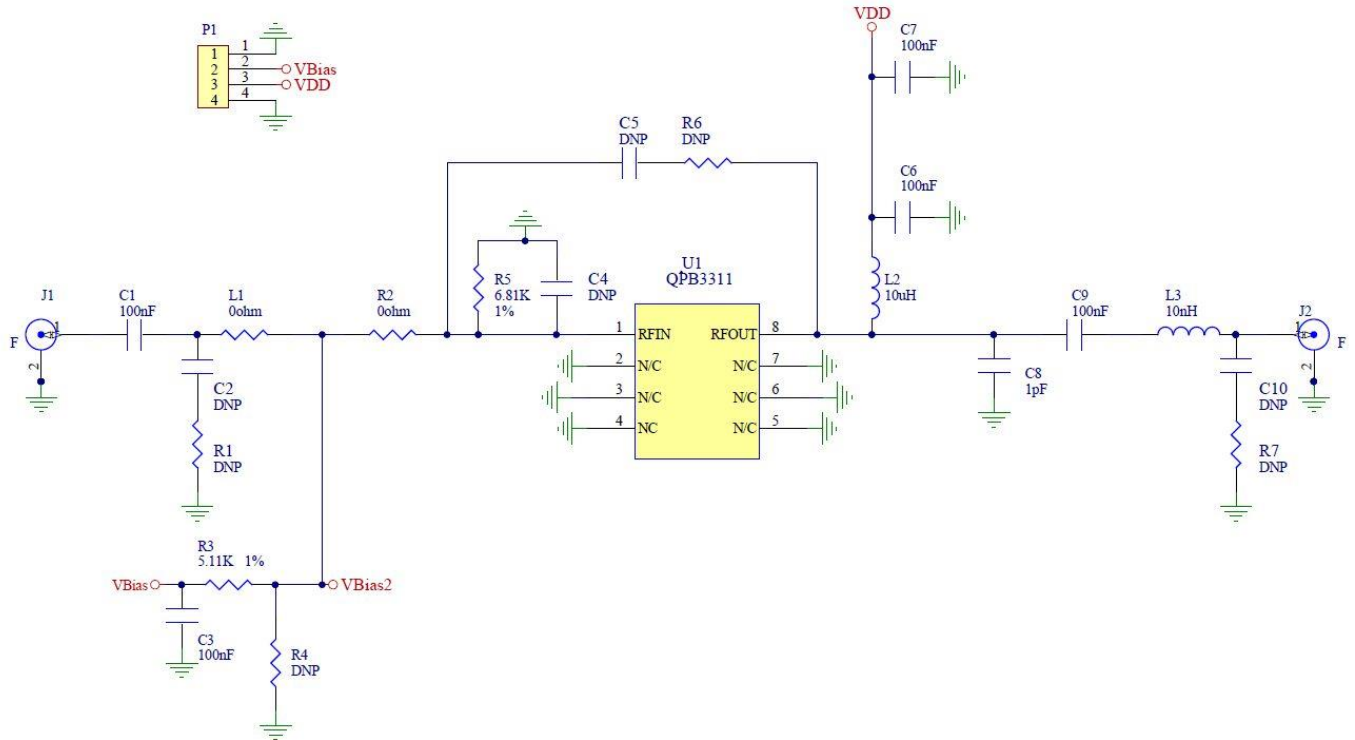 P1
1 1
2 2 VBias
3 3 VDD
4 4
VDD
C7
100nF
C6
100nF
C5
DNP
R6
DNP
L2
10uH
U1
QPB3311
1 RFIN
2 N/C
3 N/C
4 NC
RFOUT 8
N/C 7
N/C 6
N/C 5
R5
6.81K
1%
C4
DNP
J1
F
1
2
C1
100nF
L1
0ohm
R2
0ohm
C2
DNP
R1
DNP
R3
5.11K 1%
VBias
VBias2
C3
100nF
R4
DNP
C8
1pF
C9
100nF
L3
10nH
C10
DNP
R7
DNP
J2
F
1
2